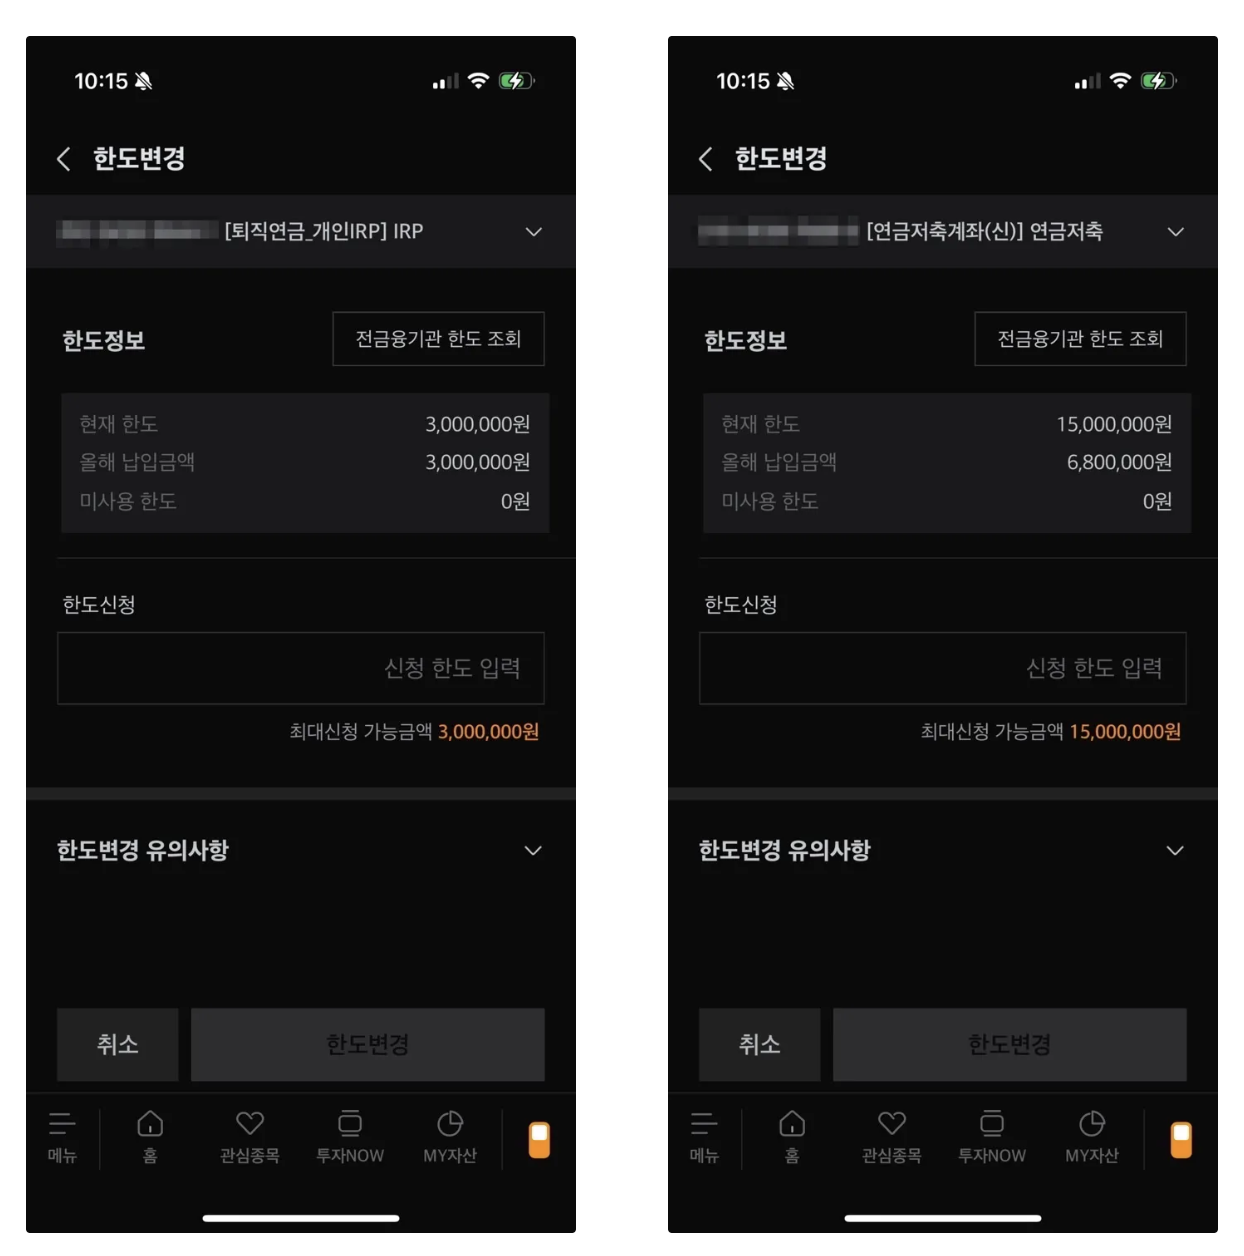 10:15
한도변경
[퇴직연금_개인IRP] IRP
한도정보
전금융기관 한도 조회
현재 한도 3,000,000원
올해 납입금액 3,000,000원
미사용 한도 0원
한도신청
신청 한도 입력
최대신청 가능금액 3,000,000원
한도변경 유의사항
취소 한도변경
메뉴 홈 관심종목 투자NOW MY자산
10:15
한도변경
[연금저축계좌(신)] 연금저축
한도정보
전금융기관 한도 조회
현재 한도 15,000,000원
올해 납입금액 6,800,000원
미사용 한도 0원
한도신청
신청 한도 입력
최대신청 가능금액 15,000,000원
한도변경 유의사항
취소 한도변경
메뉴 홈 관심종목 투자NOW MY자산